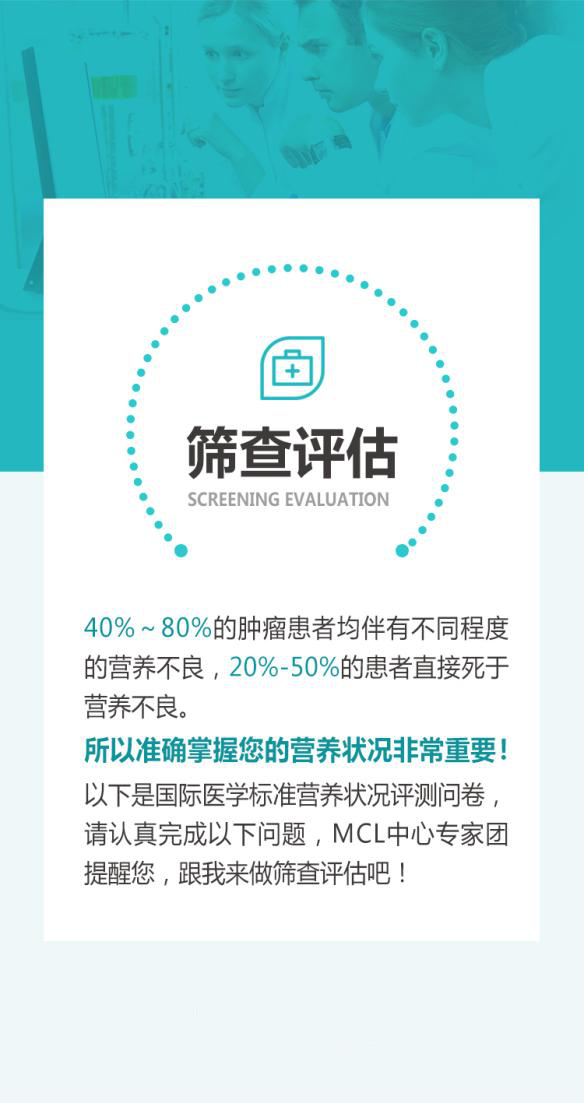 筛查评估
SCREENING EVALUATION
40%～80%的肿瘤患者均伴有不同程度
的营养不良，20%-50%的患者直接死于
营养不良。
所以准确掌握您的营养状况非常重要！
以下是国际医学标准营养状况评测问卷，
请认真完成以下问题，MCL中心专家团
提醒您，跟我来做筛查评估吧！